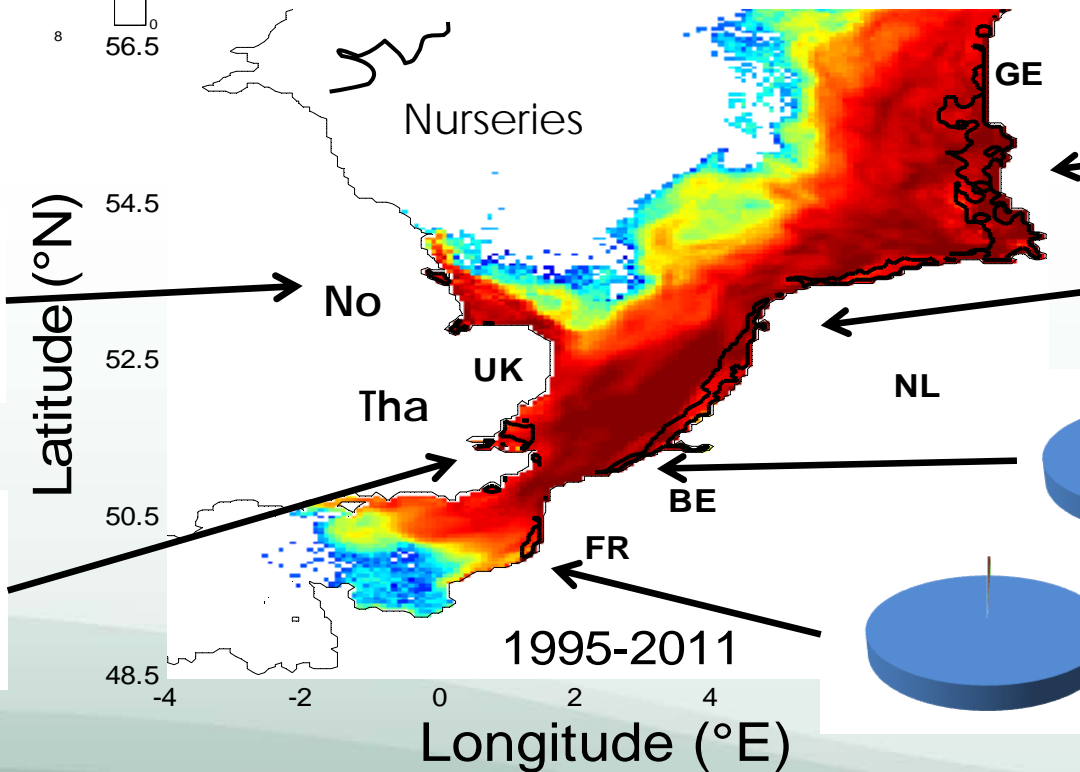 0
8
56.5
GE
Nurseries
54.5
Latitude (°N)
No
52.5
UK
NL
Tha
BE
50.5
FR
1995-2011
48.5
-4 -2 0 2 4
Longitude (°E)